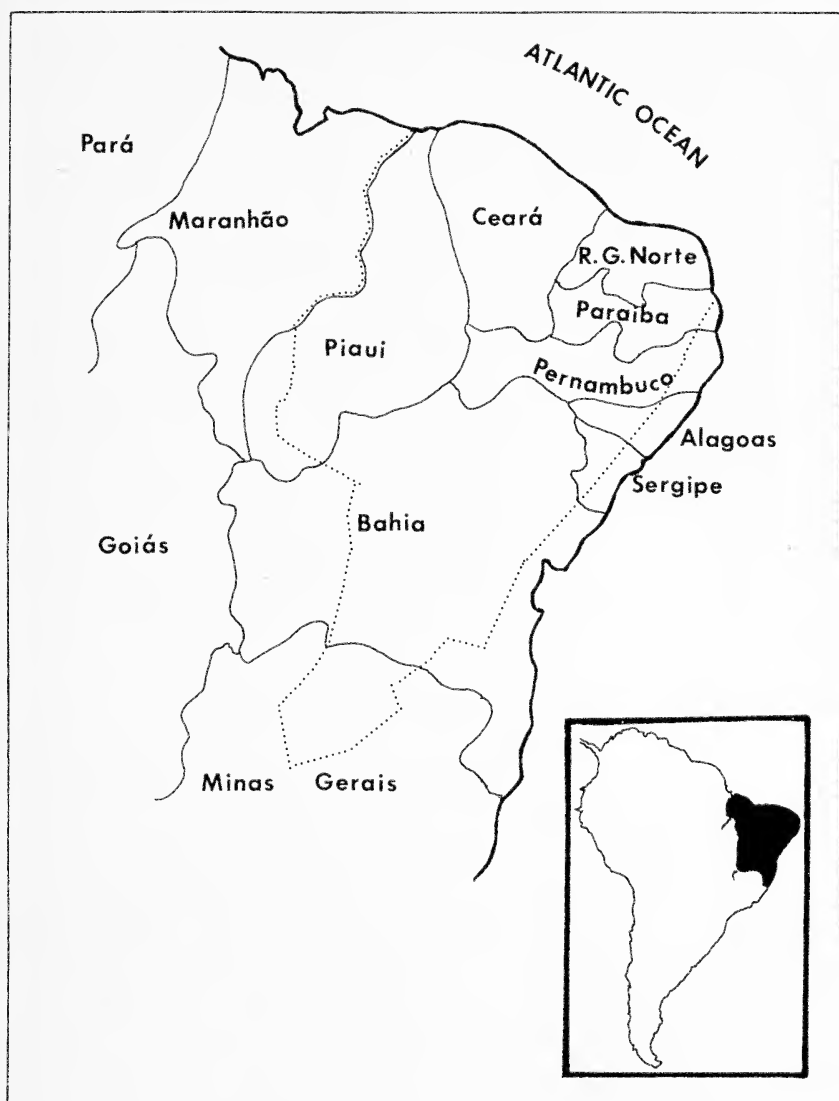 ATLANTIC OCEAN
Pará
Maranhão
Ceará
R.G.Norte
Paraiba
Piaui
Pernambuco
Alagoas
Sergipe
Bahia
Goiás
Minas Gerais